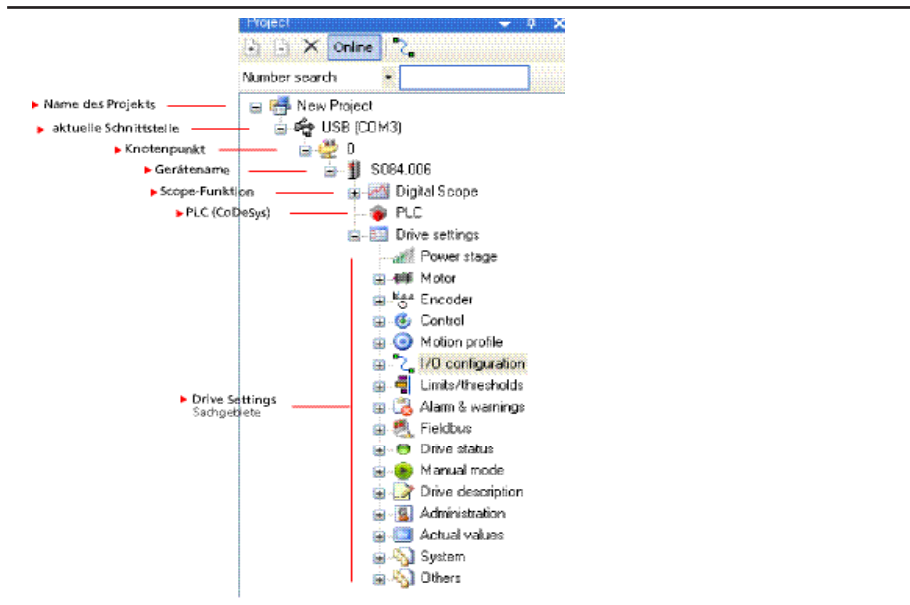 Project
Online
Number search
Name des Projekts
New Project
aktuelle Schnittstelle
USB (COM3)
Knotenpunkt
0
Gerätename
S084.006
Scope-Funktion
Digital Scope
PLC (CoDeSys)
PLC
Drive settings
Power stage
Motor
Encoder
Control
Motion profile
I/O configuration
Limits/thresholds
Drive Settings
Sachgebiete
Alarm & warnings
Fieldbus
Drive status
Manual mode
Drive description
Administration
Actual values
System
Others